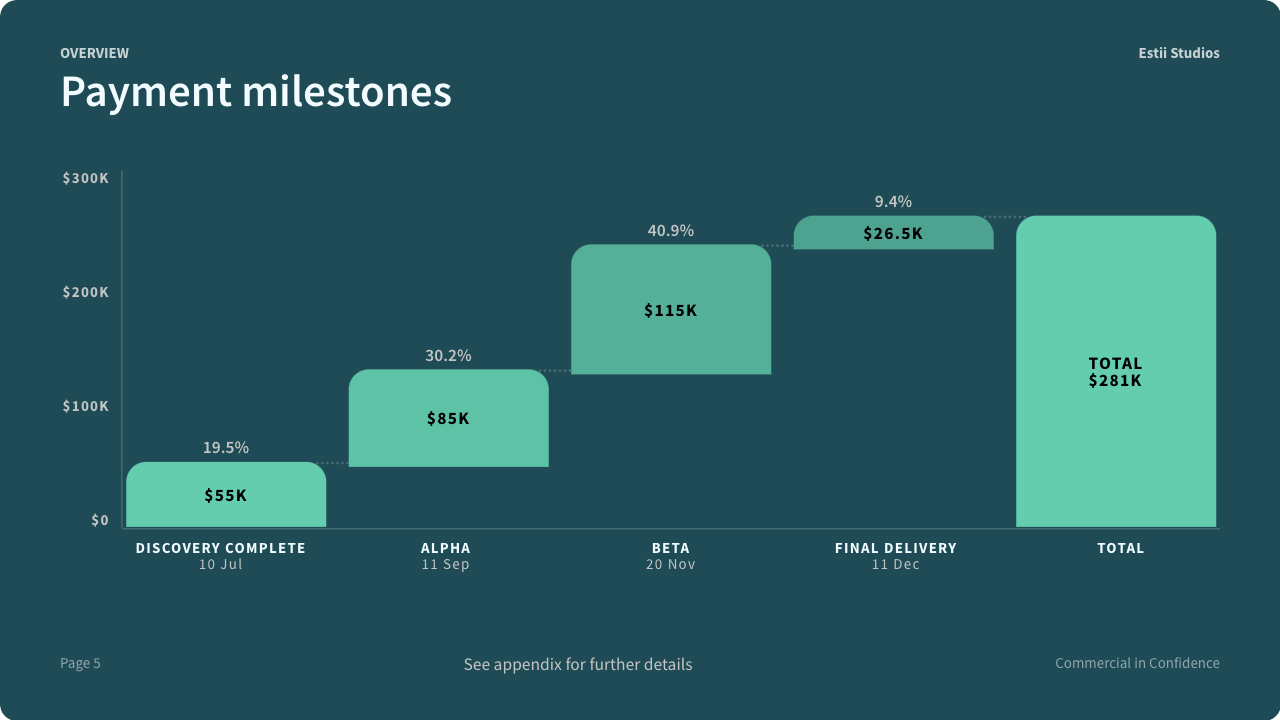 OVERVIEW
Estii Studios
Payment milestones
$300K
$200K
$100K
$0
19.5%
$55K
30.2%
$85K
40.9%
$115K
9.4%
$26.5K
TOTAL
$281K
DISCOVERY COMPLETE
10 Jul
ALPHA
11 Sep
BETA
20 Nov
FINAL DELIVERY
11 Dec
TOTAL
Page 5
See appendix for further details
Commercial in Confidence